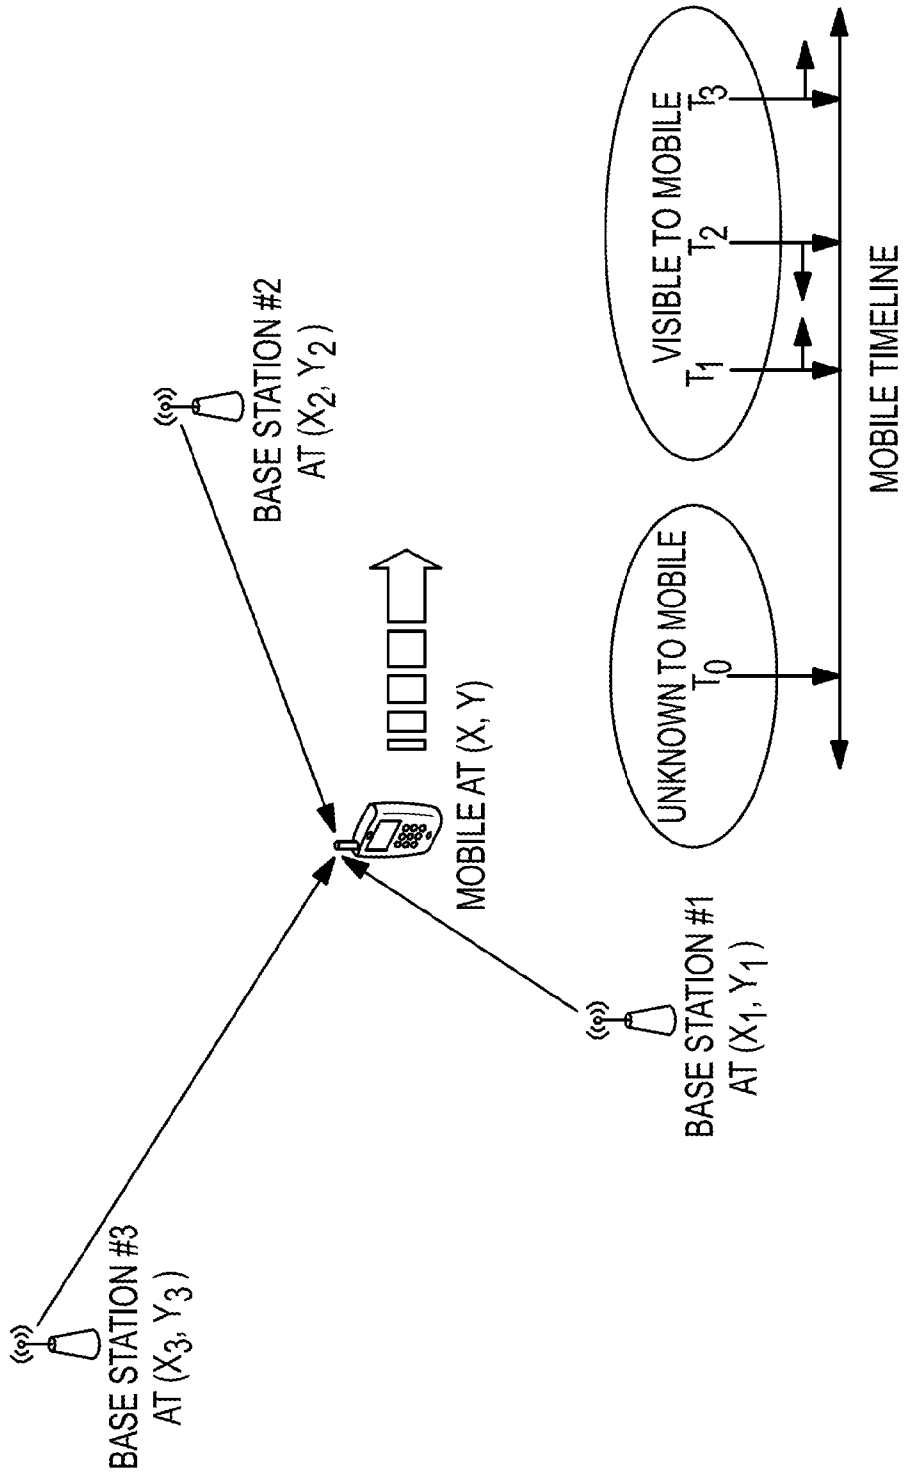 BASE STATION #3
AT (X3, Y3)
BASE STATION #2
AT (X2, Y2)
MOBILE AT (X, Y)
BASE STATION #1
AT (X1, Y1)
UNKNOWN TO MOBILE
T0
VISIBLE TO MOBILE
T1 T2 T3
MOBILE TIMELINE